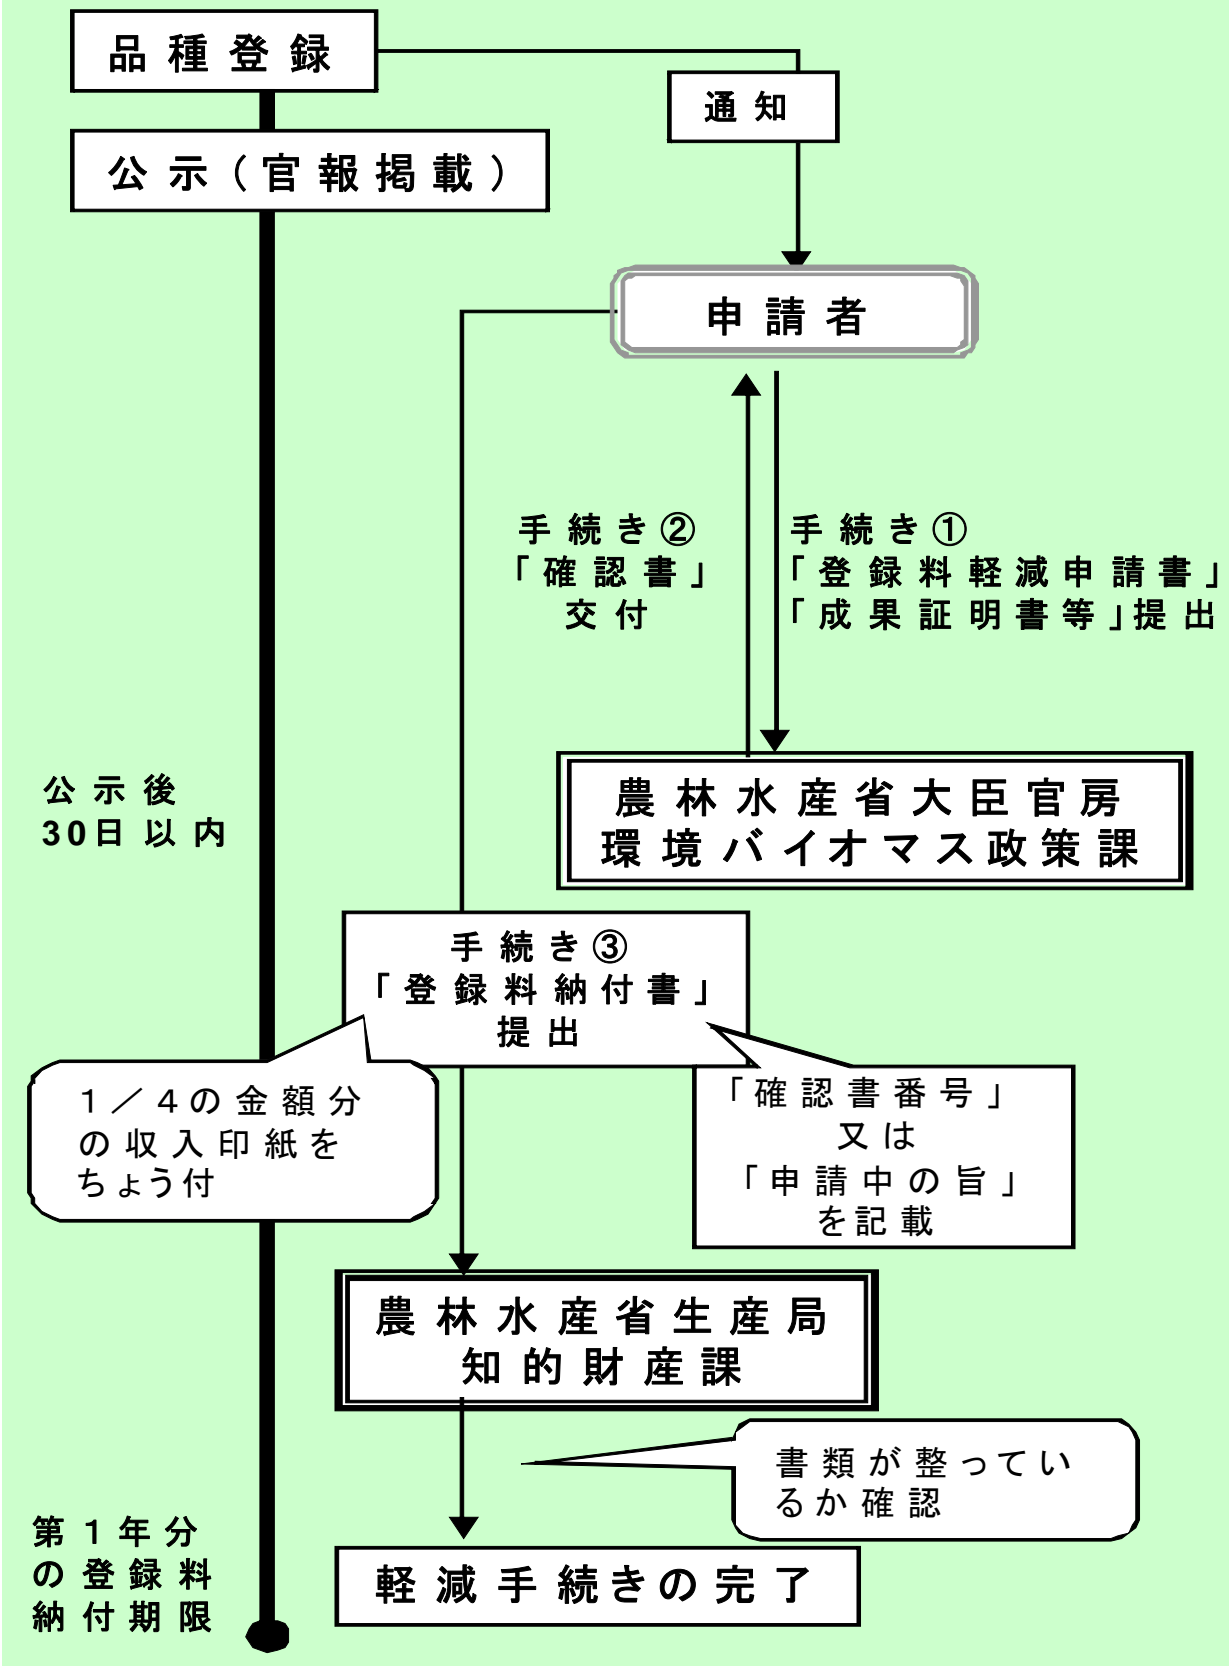 品種登録
通知
公示(官報掲載)
申請者
手続き②
「確認書」
交付
手続き①
「登録料軽減申請書」
「成果証明書等」提出
農林水産省大臣官房
環境バイオマス政策課
公示後
30日以内
手続き③
「登録料納付書」
提出
1／4の金額分
の収入印紙を
ちょう付
「確認書番号」
又は
「申請中の旨」
を記載
農林水産省生産局
知的財産課
書類が整ってい
るか確認
第1年分
の登録料
納付期限
軽減手続きの完了